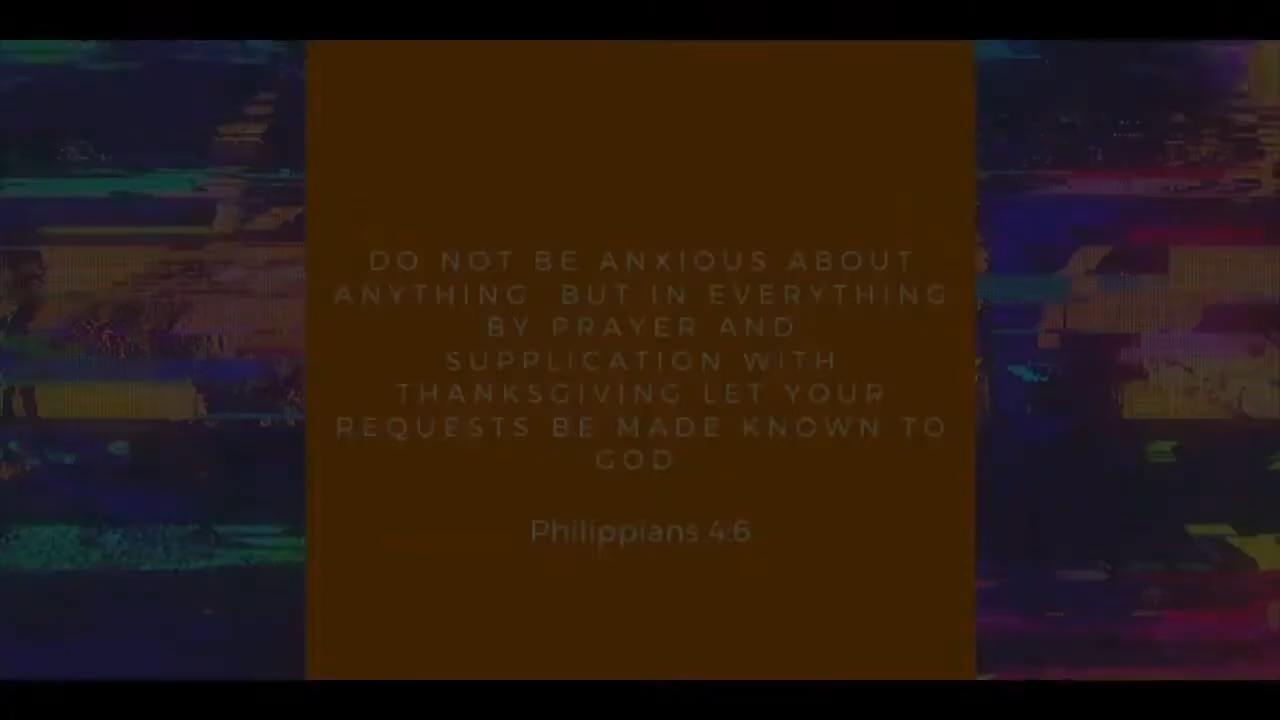 DO NOT BE ANXIOUS ABOUT
ANYTHING BUT IN EVERYTHING
BY PRAYER AND
SUPPLICATION WITH
THANKSGIVING LET YOUR
REQUESTS BE MADE KNOWN TO
GOD
Philippians 4:6